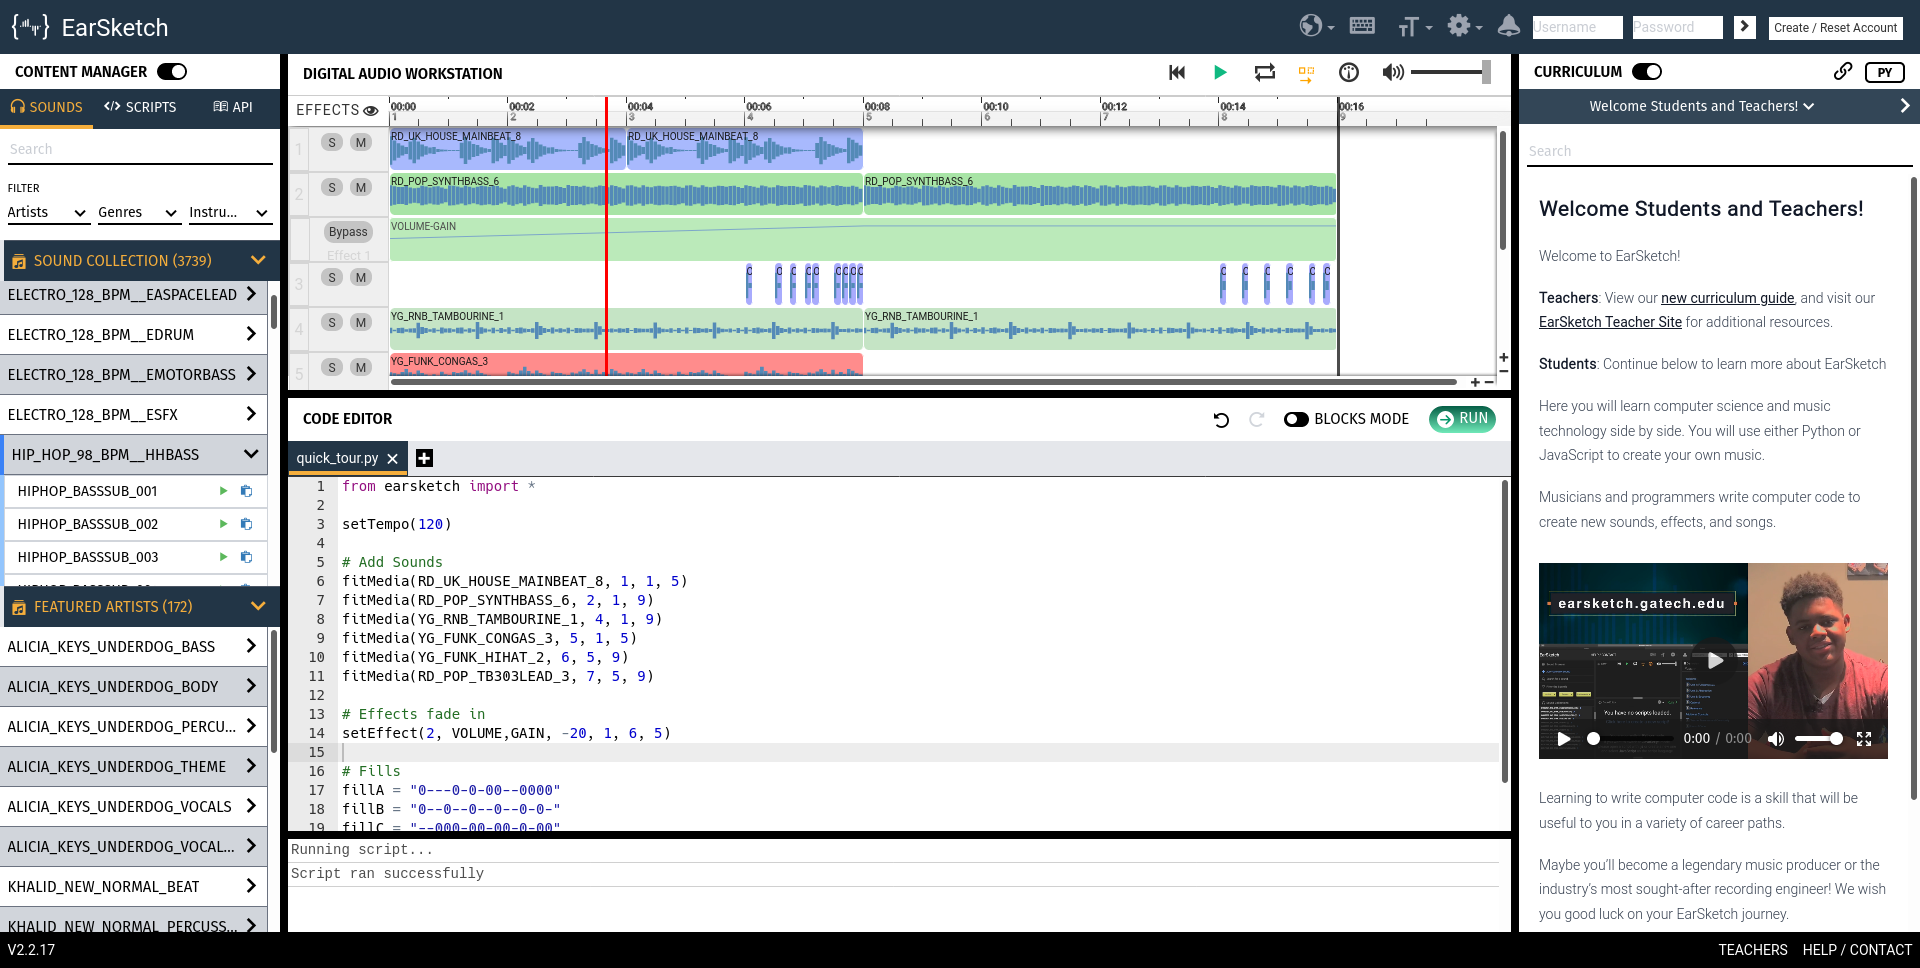 EarSketch
Username
Password
Create / Reset Account
CONTENT MANAGER
SOUNDS
SCRIPTS
API
Search
FILTER
Artists
Genres
Instru...
SOUND COLLECTION (3739)
ELECTRO_128_BPM__EASPACELEAD
ELECTRO_128_BPM__EDRUM
ELECTRO_128_BPM__EMOTORBASS
ELECTRO_128_BPM__ESFX
HIP_HOP_98_BPM__HHBASS
HIPHOP_BASSSUB_001
HIPHOP_BASSSUB_002
HIPHOP_BASSSUB_003
FEATURED ARTISTS (172)
ALICIA_KEYS_UNDERDOG_BASS
ALICIA_KEYS_UNDERDOG_BODY
ALICIA_KEYS_UNDERDOG_PERCU...
ALICIA_KEYS_UNDERDOG_THEME
ALICIA_KEYS_UNDERDOG_VOCALS
ALICIA_KEYS_UNDERDOG_VOCAL...
KHALID_NEW_NORMAL_BEAT
KHALID_NEW_NORMAL_PERCUSS...
V2.2.17
DIGITAL AUDIO WORKSTATION
EFFECTS
00:00 00:02 00:04 00:06 00:08 00:10 00:12 00:14 00:16
1 2 3 4 5 6 7 8 9
1 S M RD_UK_HOUSE_MAINBEAT_8 RD_UK_HOUSE_MAINBEAT_8
2 S M RD_POP_SYNTHBASS_6 RD_POP_SYNTHBASS_6
Bypass VOLUME-GAIN
Effect 1
3 S M
4 S M YG_RNB_TAMBOURINE_1 YG_RNB_TAMBOURINE_1
5 S M YG_FUNK_CONGAS_3
CODE EDITOR
BLOCKS MODE
RUN
quick_tour.py
1 from earsketch import *
2
3 setTempo(120)
4
5 # Add Sounds
6 fitMedia(RD_UK_HOUSE_MAINBEAT_8, 1, 1, 5)
7 fitMedia(RD_POP_SYNTHBASS_6, 2, 1, 9)
8 fitMedia(YG_RNB_TAMBOURINE_1, 4, 1, 9)
9 fitMedia(YG_FUNK_CONGAS_3, 5, 1, 5)
10 fitMedia(YG_FUNK_HIHAT_2, 6, 5, 9)
11 fitMedia(RD_POP_TB303LEAD_3, 7, 5, 9)
12
13 # Effects fade in
14 setEffect(2, VOLUME,GAIN, -20, 1, 6, 5)
15
16 # Fills
17 fillA = "0---0-0-00--0000"
18 fillB = "0--0--0--0--0-0-"
19 fillC = "--000-00-00-0-00"
Running script...
Script ran successfully
CURRICULUM
PY
Welcome Students and Teachers!
Search
Welcome Students and Teachers!
Welcome to EarSketch!
Teachers: View our new curriculum guide, and visit our
EarSketch Teacher Site for additional resources.
Students: Continue below to learn more about EarSketch
Here you will learn computer science and music
technology side by side. You will use either Python or
JavaScript to create your own music.
Musicians and programmers write computer code to
create new sounds, effects, and songs.
earsketch.gatech.edu
EarSketch
You have no scripts loaded.
0:00 / 0:00
Learning to write computer code is a skill that will be
useful to you in a variety of career paths.
Maybe you'll become a legendary music producer or the
industry's most sought-after recording engineer! We wish
you good luck on your EarSketch journey.
TEACHERS
HELP / CONTACT